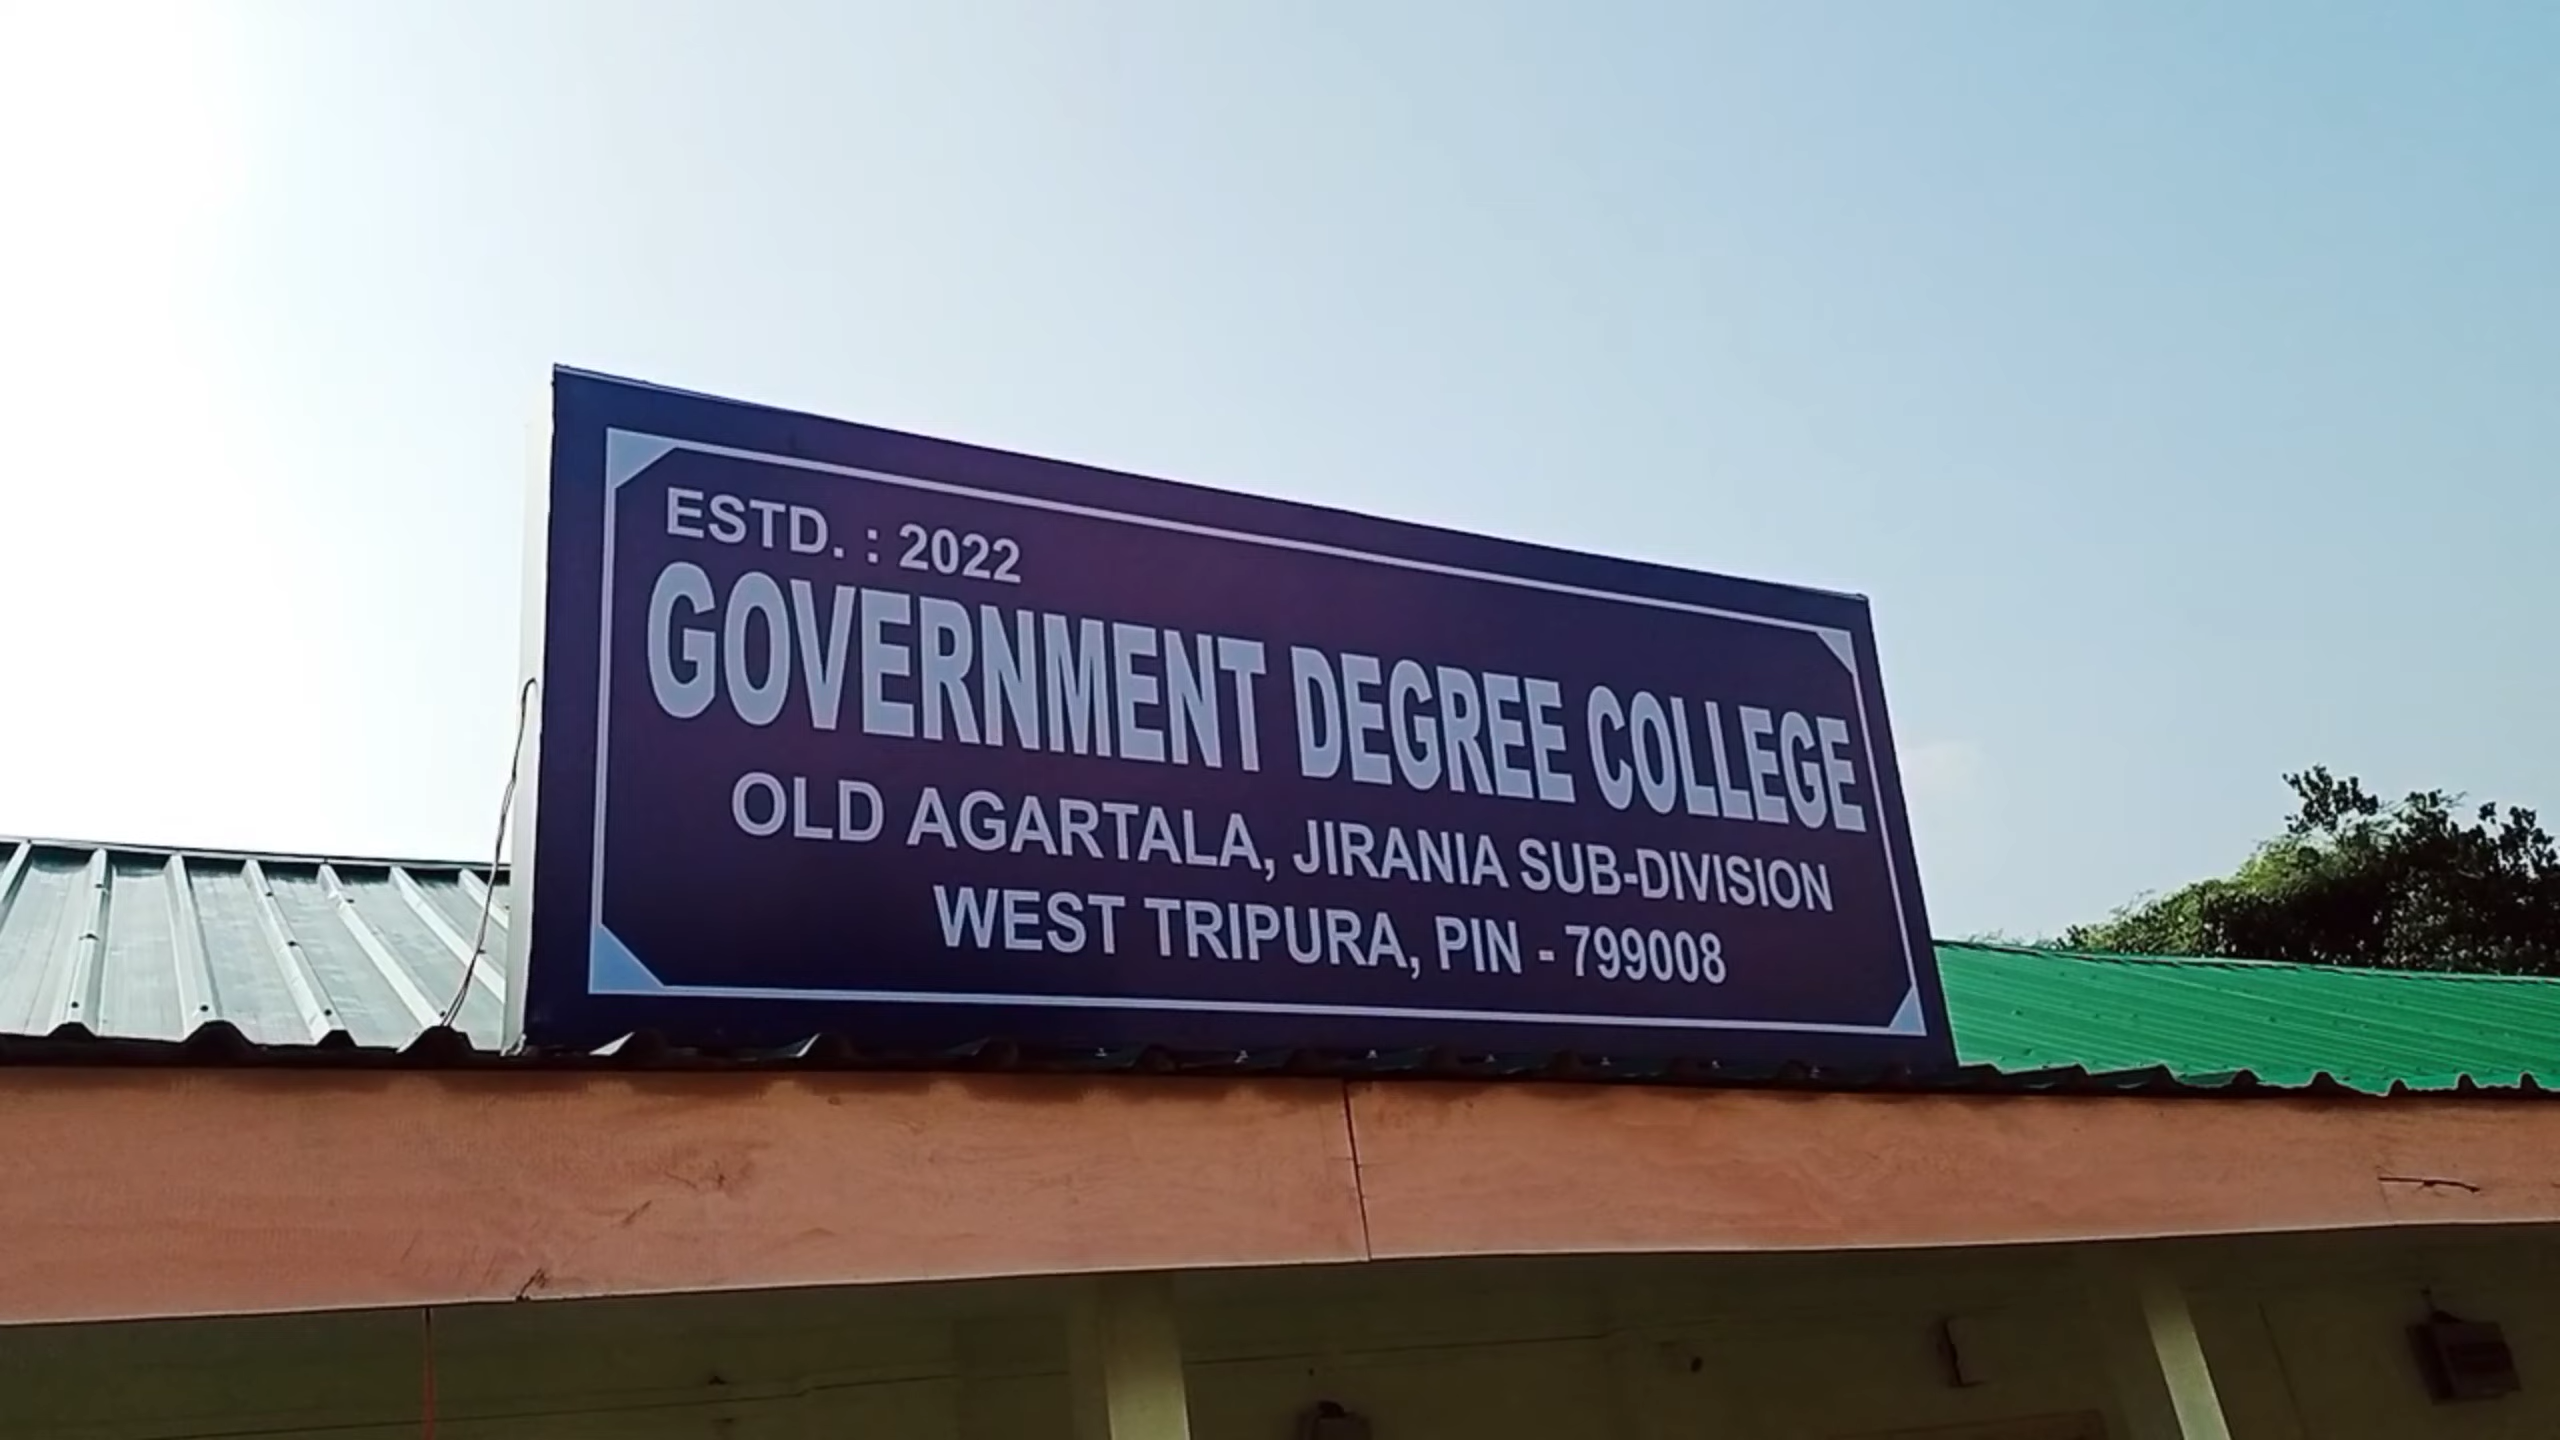 ESTD. : 2022
GOVERNMENT DEGREE COLLEGE
OLD AGARTALA, JIRANIA SUB-DIVISION
WEST TRIPURA, PIN - 799008